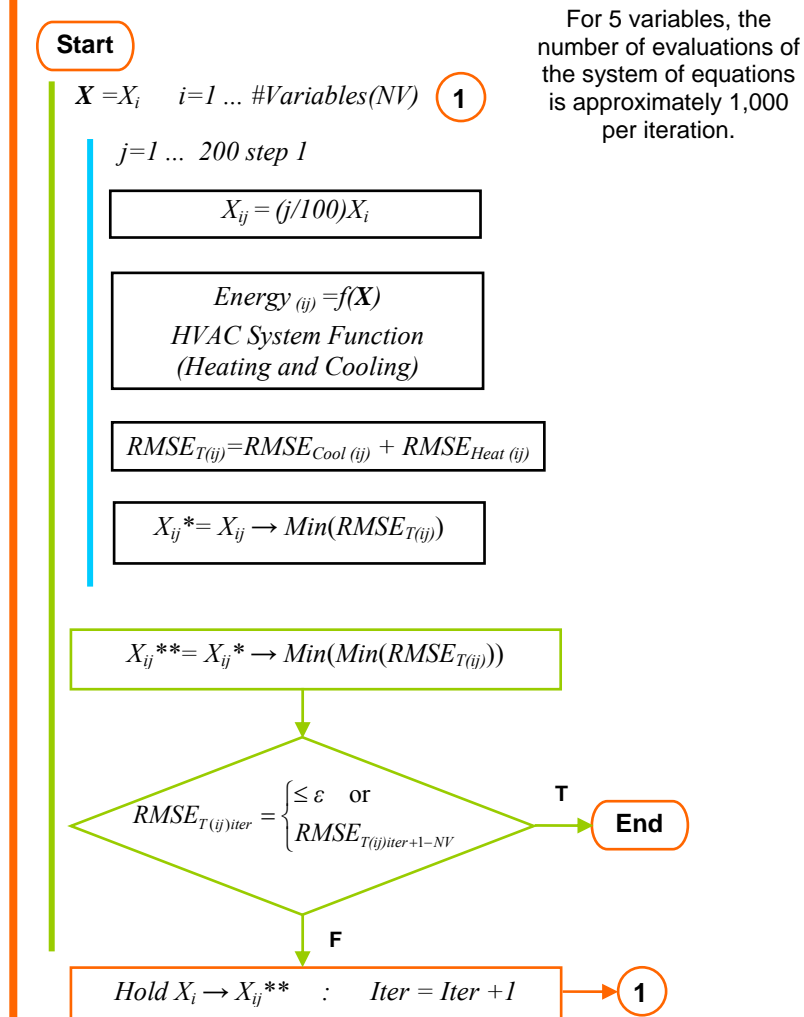 Start
For 5 variables, the
number of evaluations of
the system of equations
is approximately 1,000
per iteration.
X =Xi i=1 ... #Variables(NV) 1
j=1 ... 200 step 1
Xij = (j/100)Xi
Energy (ij) =f(X)
HVAC System Function
(Heating and Cooling)
RMSET(ij)=RMSECool (ij) + RMSEHeat (ij)
Xij*= Xij → Min(RMSET(ij))
Xij**= Xij* → Min(Min(RMSET(ij)))
RMSET(ij)iter = { ≤ ε or
RMSET(ij)iter+1−NV
T
End
F
Hold Xi → Xij** : Iter = Iter +1
1